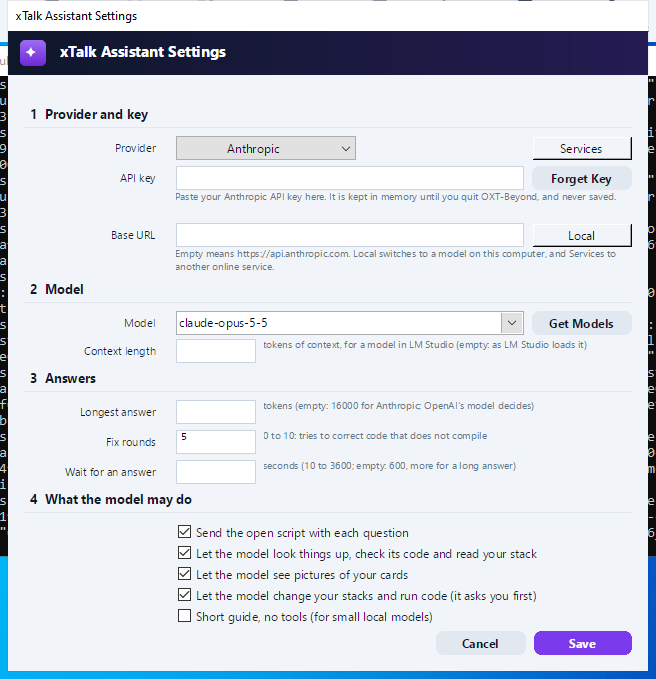 xTalk Assistant Settings
xTalk Assistant Settings
1 Provider and key
Provider
Anthropic
Services
API key
Forget Key
Paste your Anthropic API key here. It is kept in memory until you quit OXT-Beyond, and never saved.
Base URL
Local
Empty means https://api.anthropic.com. Local switches to a model on this computer, and Services to
another online service.
2 Model
Model
claude-opus-5-5
Get Models
Context length
tokens of context, for a model in LM Studio (empty: as LM Studio loads it)
3 Answers
Longest answer
tokens (empty: 16000 for Anthropic; OpenAI's model decides)
Fix rounds
5
0 to 10: tries to correct code that does not compile
Wait for an answer
seconds (10 to 3600; empty: 600, more for a long answer)
4 What the model may do
Send the open script with each question
Let the model look things up, check its code and read your stack
Let the model see pictures of your cards
Let the model change your stacks and run code (it asks you first)
Short guide, no tools (for small local models)
Cancel
Save